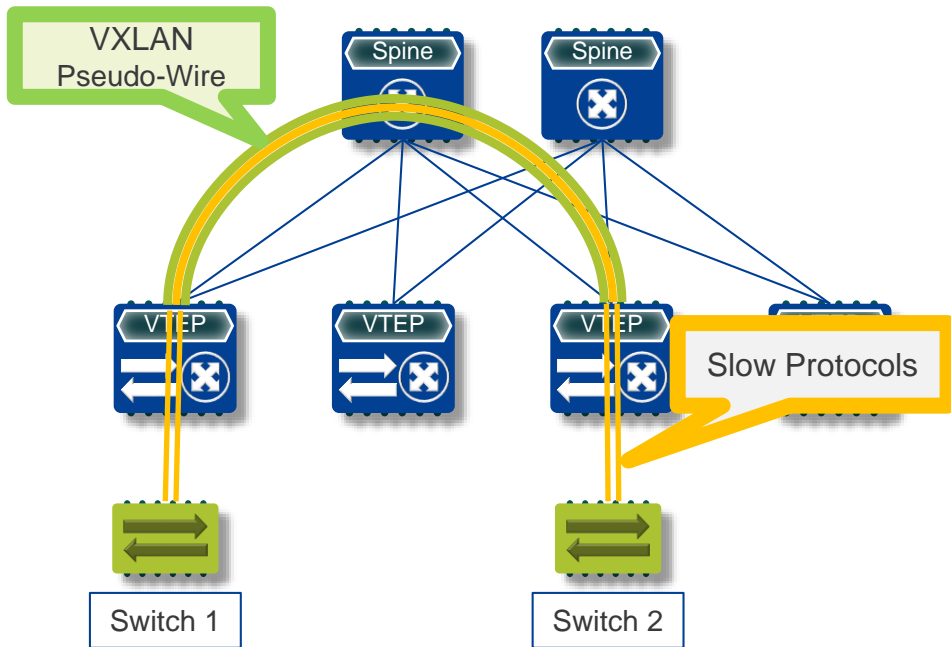 VXLAN
Pseudo-Wire
Spine
Spine
VTEP
VTEP
VTEP
Slow Protocols
Switch 1
Switch 2